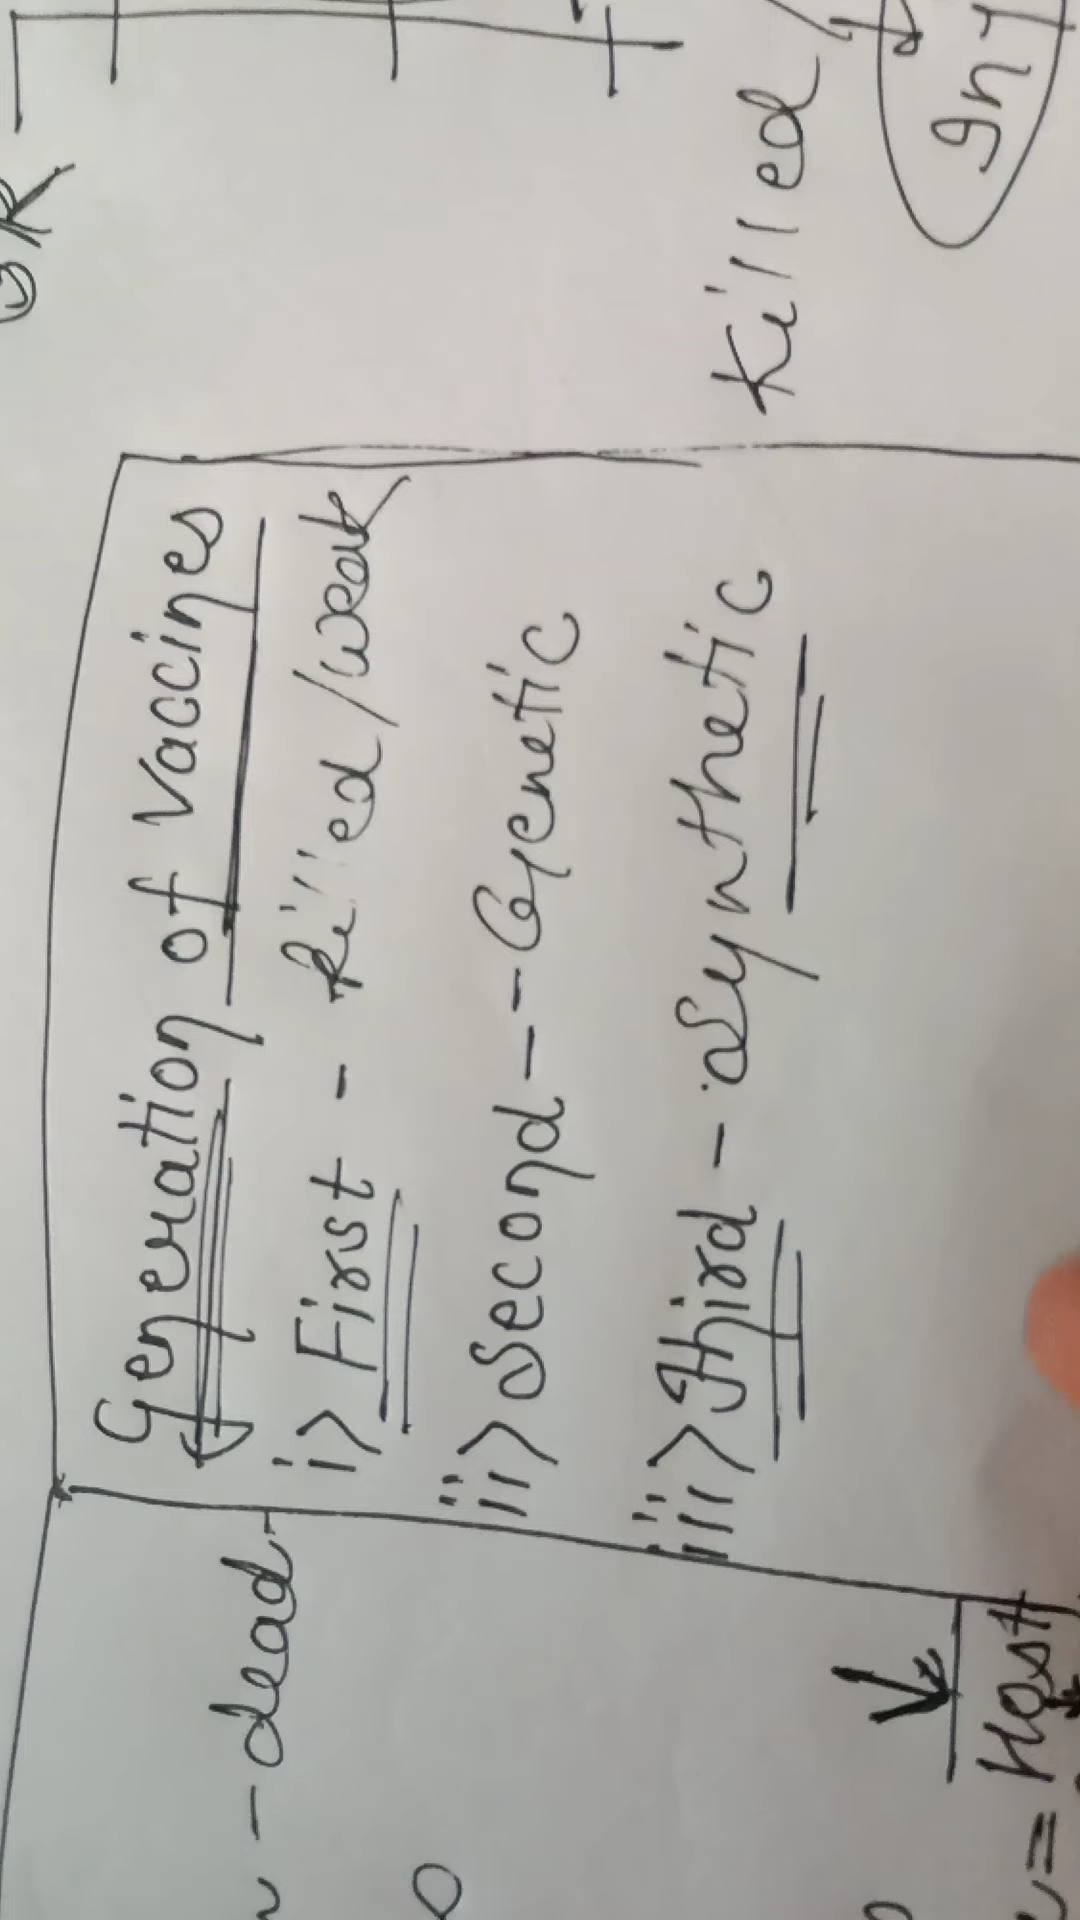 Generation of Vaccines
i> First - killed/weak
ii> Second -- Genetic
iii> Third - Synthetic
Killed
- dead
= Host